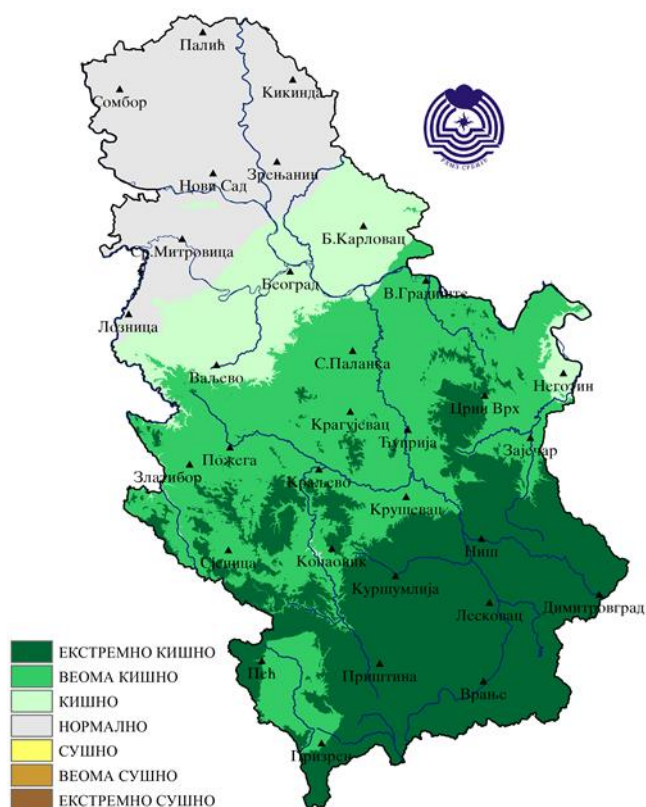 Палић
Сомбор
Кикинда
Зрењанин
Нови Сад
Б.Карловац
Ср.Митровица
Београд
В.Градиште
Лозница
С.Паланка
Ваљево
Неготин
Црни Врх
Крагујевац
Ћуприја
Зајечар
Пожега
Златибор
Краљево
Крушевац
Ниш
Копаоник
Сјеница
Куршумлија
Димитровград
Лесковац
Пећ
Приштина
Врање
Призрен
РХМЗ СРБИЈЕ
ЕКСТРЕМНО КИШНО
ВЕОМА КИШНО
КИШНО
НОРМАЛНО
СУШНО
ВЕОМА СУШНО
ЕКСТРЕМНО СУШНО